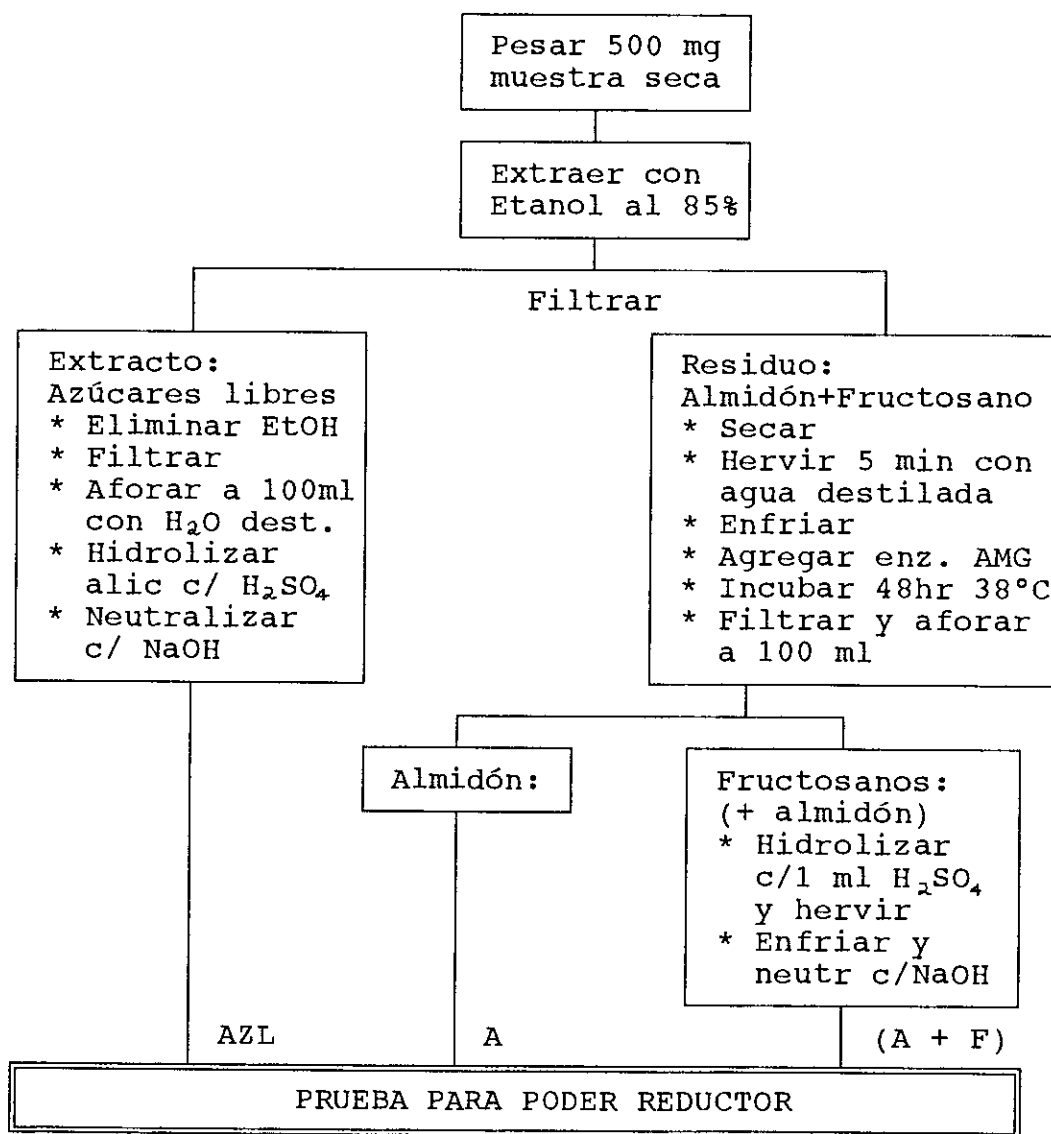 Pesar 500 mg
muestra seca
Extraer con
Etanol al 85%
Filtrar
Extracto:
Azúcares libres
* Eliminar EtOH
* Filtrar
* Aforar a 100ml
con H₂O dest.
* Hidrolizar
alic c/ H₂SO₄
* Neutralizar
c/ NaOH
Residuo:
Almidón+Fructosano
* Secar
* Hervir 5 min con
agua destilada
* Enfriar
* Agregar enz. AMG
* Incubar 48hr 38°C
* Filtrar y aforar
a 100 ml
Almidón:
Fructosanos:
(+ almidón)
* Hidrolizar
c/1 ml H₂SO₄
y hervir
* Enfriar y
neutr c/NaOH
AZL
A
(A + F)
PRUEBA PARA PODER REDUCTOR